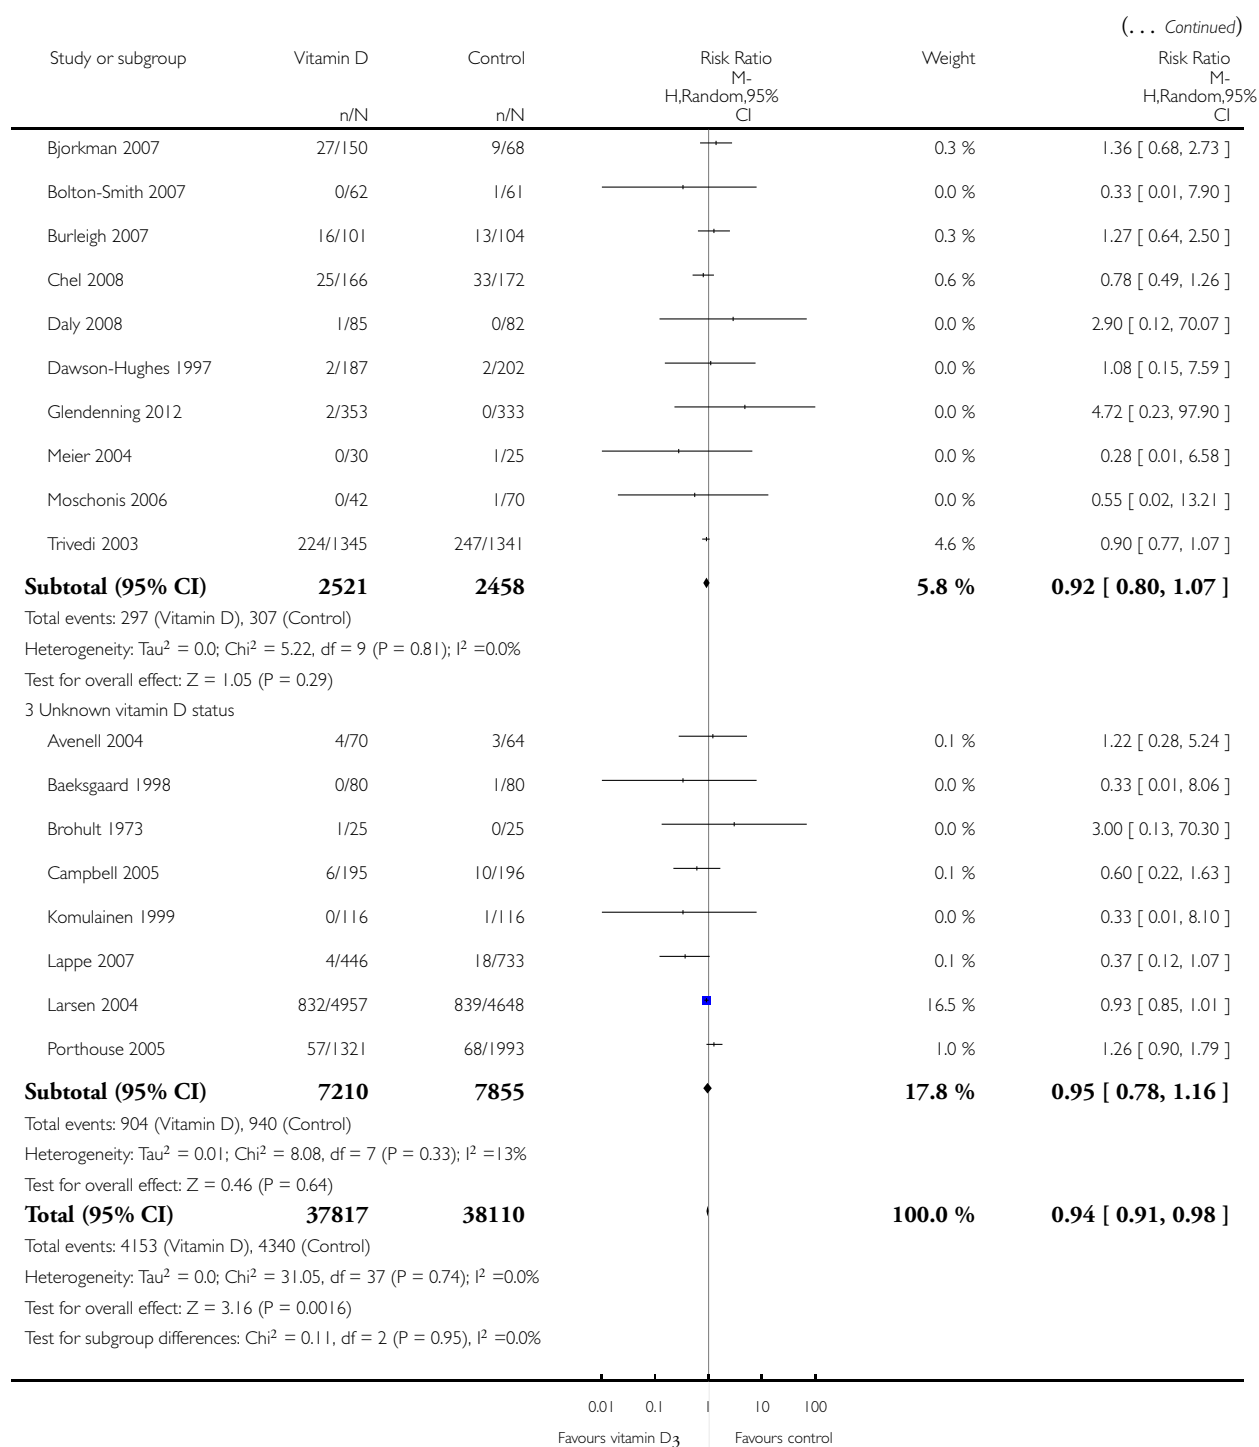 (... Continued)
Study or subgroup Vitamin D Control Risk Ratio Weight Risk Ratio
M- M-
H,Random,95% H,Random,95%
n/N n/N CI CI
Bjorkman 2007 27/150 9/68 0.3 % 1.36 [ 0.68, 2.73 ]
Bolton-Smith 2007 0/62 1/61 0.0 % 0.33 [ 0.01, 7.90 ]
Burleigh 2007 16/101 13/104 0.3 % 1.27 [ 0.64, 2.50 ]
Chel 2008 25/166 33/172 0.6 % 0.78 [ 0.49, 1.26 ]
Daly 2008 1/85 0/82 0.0 % 2.90 [ 0.12, 70.07 ]
Dawson-Hughes 1997 2/187 2/202 0.0 % 1.08 [ 0.15, 7.59 ]
Glendenning 2012 2/353 0/333 0.0 % 4.72 [ 0.23, 97.90 ]
Meier 2004 0/30 1/25 0.0 % 0.28 [ 0.01, 6.58 ]
Moschonis 2006 0/42 1/70 0.0 % 0.55 [ 0.02, 13.21 ]
Trivedi 2003 224/1345 247/1341 4.6 % 0.90 [ 0.77, 1.07 ]
Subtotal (95% CI) 2521 2458 5.8 % 0.92 [ 0.80, 1.07 ]
Total events: 297 (Vitamin D), 307 (Control)
Heterogeneity: Tau² = 0.0; Chi² = 5.22, df = 9 (P = 0.81); I² =0.0%
Test for overall effect: Z = 1.05 (P = 0.29)
3 Unknown vitamin D status
Avenell 2004 4/70 3/64 0.1 % 1.22 [ 0.28, 5.24 ]
Baeksgaard 1998 0/80 1/80 0.0 % 0.33 [ 0.01, 8.06 ]
Brohult 1973 1/25 0/25 0.0 % 3.00 [ 0.13, 70.30 ]
Campbell 2005 6/195 10/196 0.1 % 0.60 [ 0.22, 1.63 ]
Komulainen 1999 0/116 1/116 0.0 % 0.33 [ 0.01, 8.10 ]
Lappe 2007 4/446 18/733 0.1 % 0.37 [ 0.12, 1.07 ]
Larsen 2004 832/4957 839/4648 16.5 % 0.93 [ 0.85, 1.01 ]
Porthouse 2005 57/1321 68/1993 1.0 % 1.26 [ 0.90, 1.79 ]
Subtotal (95% CI) 7210 7855 17.8 % 0.95 [ 0.78, 1.16 ]
Total events: 904 (Vitamin D), 940 (Control)
Heterogeneity: Tau² = 0.01; Chi² = 8.08, df = 7 (P = 0.33); I² =13%
Test for overall effect: Z = 0.46 (P = 0.64)
Total (95% CI) 37817 38110 100.0 % 0.94 [ 0.91, 0.98 ]
Total events: 4153 (Vitamin D), 4340 (Control)
Heterogeneity: Tau² = 0.0; Chi² = 31.05, df = 37 (P = 0.74); I² =0.0%
Test for overall effect: Z = 3.16 (P = 0.0016)
Test for subgroup differences: Chi² = 0.11, df = 2 (P = 0.95), I² =0.0%
0.01 0.1 1 10 100
Favours vitamin D3 Favours control